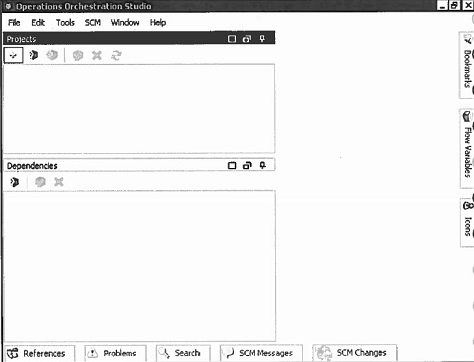 Operations Orchestration Studio
File Edit Tools SCM Window Help
Projects
Bookmarks
Flow Variables
Dependencies
Icons
References Problems Search SCM Messages SCM Changes